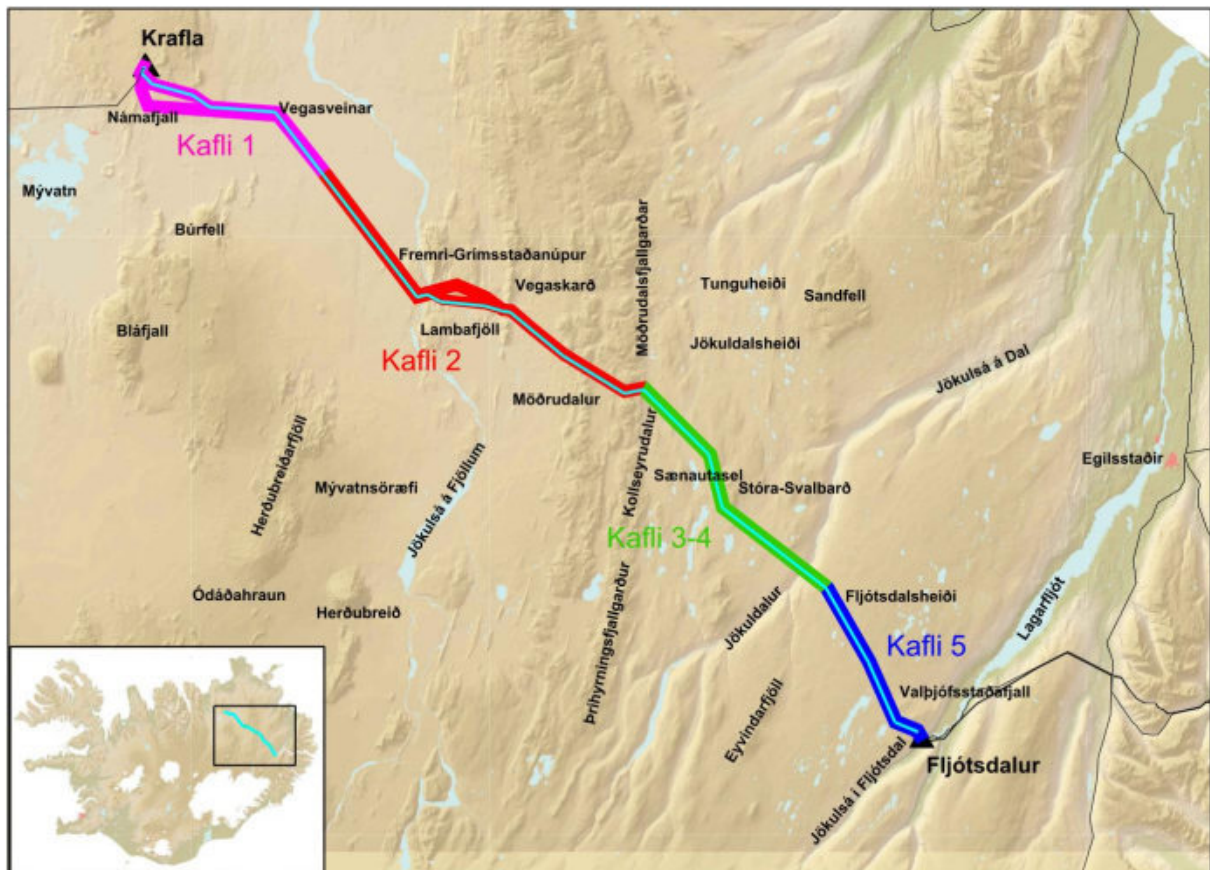 Krafla
Námafjall
Vegasveinar
Kafli 1
Mývatn
Búrfell
Fremri-Grímsstaðanúpur
Vegaskarð
Möðrudalsfjallgarðar
Tunguheiði
Sandfell
Bláfjall
Lambafjöll
Kafli 2
Jökuldalsheiði
Jökulsá á Dal
Möðrudalur
Herðubreiðarfjöll
Mývatnsöræfi
Jökulsá á Fjöllum
Kollseyrudalur
Sænautasel
Stóra-Svalbarð
Egilsstaðir
Kafli 3-4
Ódáðahraun
Herðubreið
Þríhyrningsfjallgarður
Jökuldalur
Fljótsdalsheiði
Lagarfljót
Kafli 5
Eyvindarfjöll
Valþjófsstaðafjall
Jökulsá í Fljótsdal
Fljótsdalur